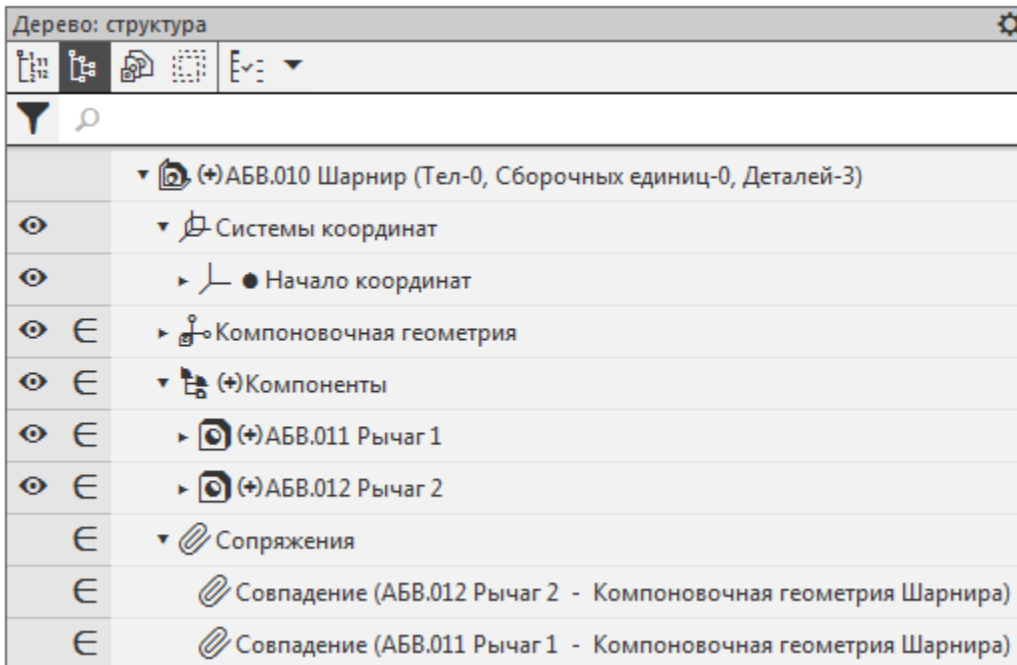 Дерево: структура
(+)АБВ.010 Шарнир (Тел-0, Сборочных единиц-0, Деталей-3)
Системы координат
Начало координат
Компоновочная геометрия
(+)Компоненты
(+)АБВ.011 Рычаг 1
(+)АБВ.012 Рычаг 2
Сопряжения
Совпадение (АБВ.012 Рычаг 2 - Компоновочная геометрия Шарнира)
Совпадение (АБВ.011 Рычаг 1 - Компоновочная геометрия Шарнира)